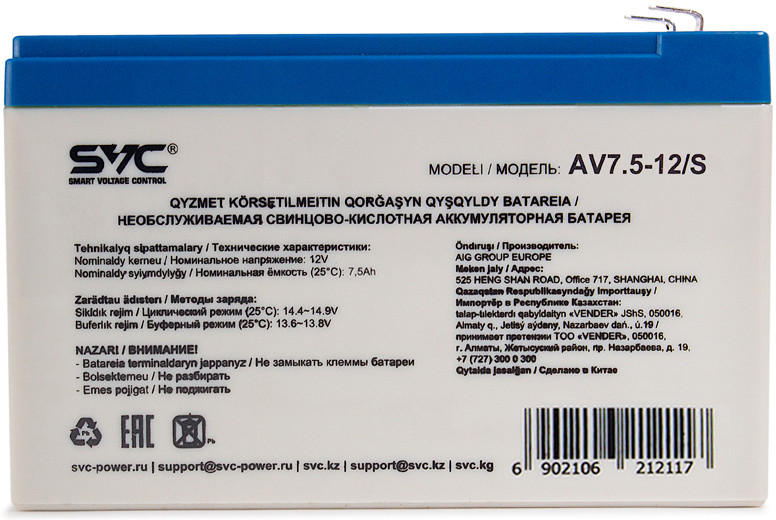 SVC®
SMART VOLTAGE CONTROL
MODELI / МОДЕЛЬ: AV7.5-12/S
QYZMET KÖRSETILMEITIN QORĞAŞYN QYŞQYLDY BATAREIA /
НЕОБСЛУЖИВАЕМАЯ СВИНЦОВО-КИСЛОТНАЯ АККУМУЛЯТОРНАЯ БАТАРЕЯ
Tehnikalyq sipattamalary / Технические характеристики:
Nominaldy kerneu / Номинальное напряжение: 12V
Nominaldy syiymdylyğy / Номинальная ёмкость (25°C): 7,5Ah
Zarädtau ädisteri / Методы заряда:
Sikldık rejim / Циклический режим (25°C): 14.4~14.9V
Buferlık rejim / Буферный режим (25°C): 13.6~13.8V
NAZARI / ВНИМАНИЕ!
- Batareia terminaldaryn jappanyz / Не замыкать клеммы батареи
- Bolsektemeu / Не разбирать
- Emes pojigat / Не поджигать
Öndıruşı / Производитель:
AIG GROUP EUROPE
Meken jaly / Адрес:
525 HENG SHAN ROAD, Office 717, SHANGHAI, CHINA
Qazaqstan Respublikasyndağy Importtauşy /
Импортёр в Республике Казахстан:
talap-tılekterdı qabyldaityn «VENDER» JShS, 050016,
Almaty q., Jetisý aýdeny, Nazarbaev dań., ú.19 /
принимает претензии ТОО «VENDER», 050016,
г. Алматы, Жетысуский район, пр. Назарбаева, д. 19.
+7 (727) 300 0 300
Qytaida jasalğan / Сделано в Китае
Pb
EAC
Pb
svc-power.ru | support@svc-power.ru | svc.kz | support@svc.kz | svc.kg
6 902106 212117